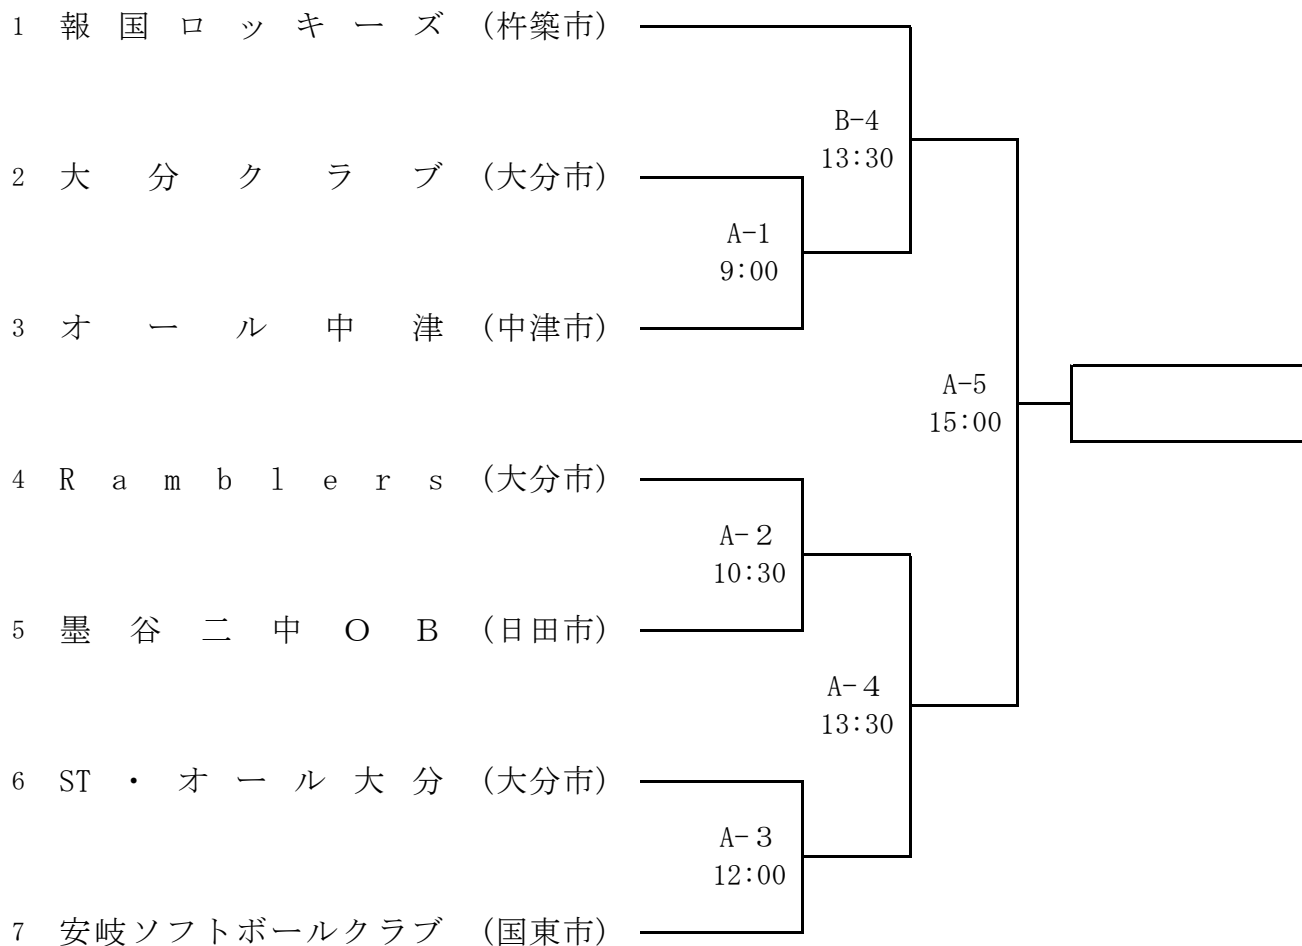 1 報国ロッキーズ (杵築市)
B-4
13:30
2 大分クラブ (大分市)
A-1
9:00
3 オール中津 (中津市)
A-5
15:00
4 Ramblers (大分市)
A-２
10:30
5 墨谷二中ＯＢ (日田市)
A-４
13:30
6 ST・オール大分 (大分市)
A-３
12:00
7 安岐ソフトボールクラブ (国東市)